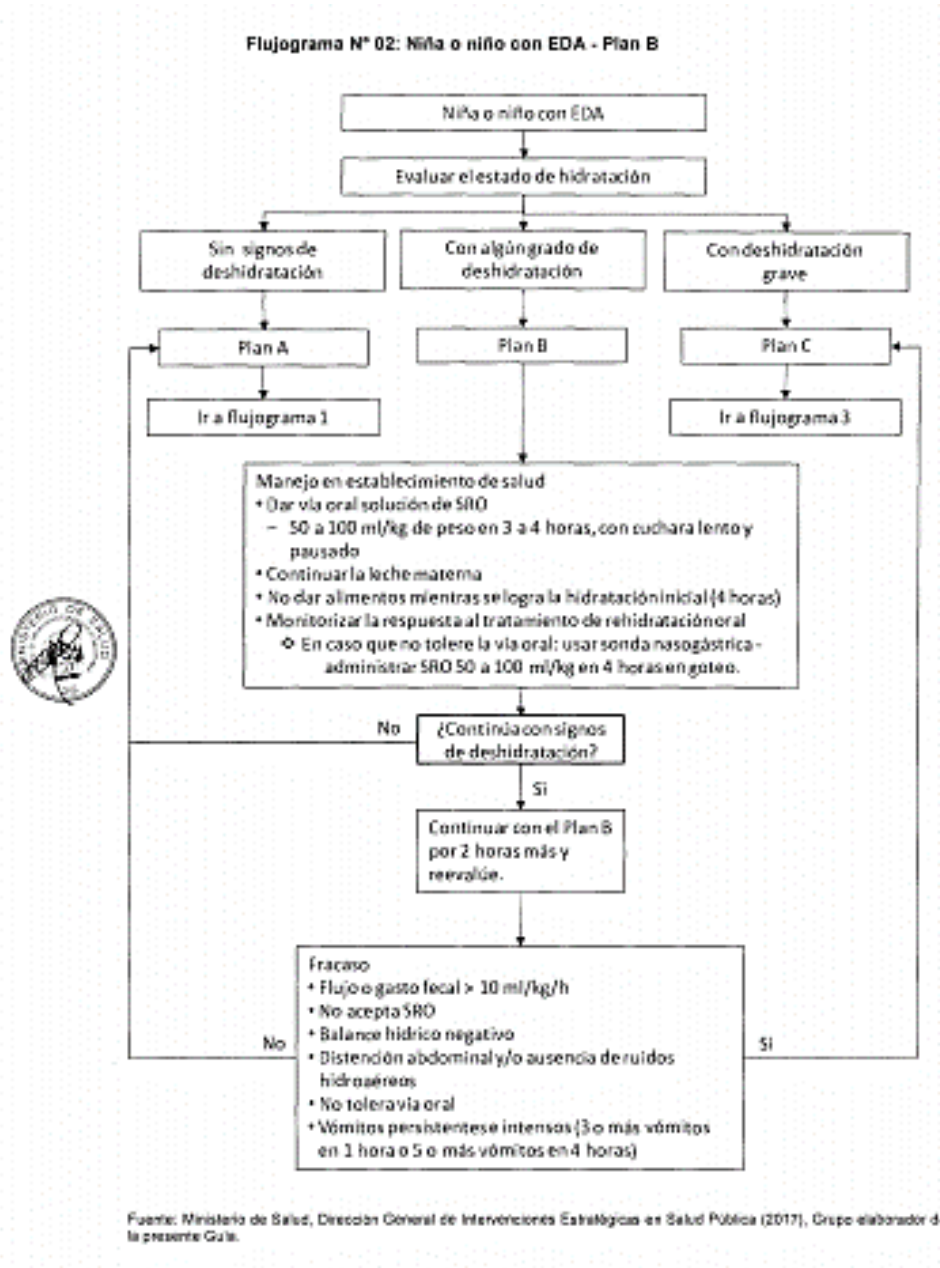 Flujograma N° 02: Niña o niño con EDA - Plan B
Niña o niño con EDA
Evaluar el estado de hidratación
Sin signos de
deshidratación
Con algún grado de
deshidratación
Con deshidratación
grave
Plan A
Plan B
Plan C
Ir a flujograma 1
Ir a flujograma 3
Manejo en establecimiento de salud
• Dar vía oral solución de SRO
– 50 a 100 ml/kg de peso en 3 a 4 horas, con cuchara lento y
pausado
• Continuar la leche materna
• No dar alimentos mientras se logra la hidratación inicial (4 horas)
• Monitorizar la respuesta al tratamiento de rehidratación oral
❖ En caso que no tolere la vía oral: usar sonda nasogástrica -
administrar SRO 50 a 100 ml/kg en 4 horas en goteo.
MINISTERIO DE SALUD
No
¿Continúa con signos
de deshidratación?
Si
Continuar con el Plan B
por 2 horas más y
reevalúe.
Fracaso
• Flujo o gasto fecal > 10 ml/kg/h
• No acepta SRO
• Balance hídrico negativo
• Distención abdominal y/o ausencia de ruidos
hidroaéreos
• No tolera vía oral
• Vómitos persistentes e intensos (3 o más vómitos
en 1 hora o 5 o más vómitos en 4 horas)
No
Si
Fuente: Ministerio de Salud, Dirección General de Intervenciones Estratégicas en Salud Pública (2017), Grupo elaborador d
la presente Guía.